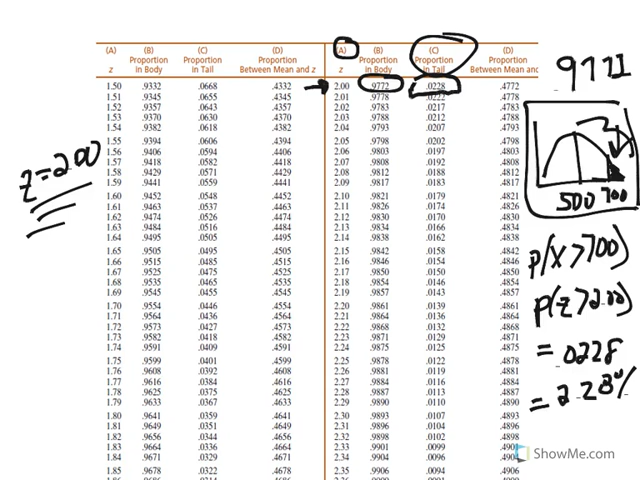 (A) (B) (C) (D) (A) (B) (C) (D)
Proportion Proportion Proportion Proportion Proportion Proportion
z in Body in Tail Between Mean and z z in Body in Tail Between Mean and
1.50 .9332 .0668 .4332 2.00 .9772 .0228 .4772
1.51 .9345 .0655 .4345 2.01 .9778 .0222 .4778
1.52 .9357 .0643 .4357 2.02 .9783 .0217 .4783
1.53 .9370 .0630 .4370 2.03 .9788 .0212 .4788
1.54 .9382 .0618 .4382 2.04 .9793 .0207 .4793
1.55 .9394 .0606 .4394 2.05 .9798 .0202 .4798
1.56 .9406 .0594 .4406 2.06 .9803 .0197 .4803
1.57 .9418 .0582 .4418 2.07 .9808 .0192 .4808
1.58 .9429 .0571 .4429 2.08 .9812 .0188 .4812
1.59 .9441 .0559 .4441 2.09 .9817 .0183 .4817
1.60 .9452 .0548 .4452 2.10 .9821 .0179 .4821
1.61 .9463 .0537 .4463 2.11 .9826 .0174 .4826
1.62 .9474 .0526 .4474 2.12 .9830 .0170 .4830
1.63 .9484 .0516 .4484 2.13 .9834 .0166 .4834
1.64 .9495 .0505 .4495 2.14 .9838 .0162 .4838
1.65 .9505 .0495 .4505 2.15 .9842 .0158 .4842
1.66 .9515 .0485 .4515 2.16 .9846 .0154 .4846
1.67 .9525 .0475 .4525 2.17 .9850 .0150 .4850
1.68 .9535 .0465 .4535 2.18 .9854 .0146 .4854
1.69 .9545 .0455 .4545 2.19 .9857 .0143 .4857
1.70 .9554 .0446 .4554 2.20 .9861 .0139 .4861
1.71 .9564 .0436 .4564 2.21 .9864 .0136 .4864
1.72 .9573 .0427 .4573 2.22 .9868 .0132 .4868
1.73 .9582 .0418 .4582 2.23 .9871 .0129 .4871
1.74 .9591 .0409 .4591 2.24 .9875 .0125 .4875
1.75 .9599 .0401 .4599 2.25 .9878 .0122 .4878
1.76 .9608 .0392 .4608 2.26 .9881 .0119 .4881
1.77 .9616 .0384 .4616 2.27 .9884 .0116 .4884
1.78 .9625 .0375 .4625 2.28 .9887 .0113 .4887
1.79 .9633 .0367 .4633 2.29 .9890 .0110 .4890
1.80 .9641 .0359 .4641 2.30 .9893 .0107 .4893
1.81 .9649 .0351 .4649 2.31 .9896 .0104 .4896
1.82 .9656 .0344 .4656 2.32 .9898 .0102 .4898
1.83 .9664 .0336 .4664 2.33 .9901 .0099 .4901
1.84 .9671 .0329 .4671 2.34 .9904 .0096 .4904
1.85 .9678 .0322 .4678 2.35 .9906 .0094 .4906
z=2.00
500 700
P(X>700)
P(z>2.00)
= .0228
= 2.28%
ShowMe.com